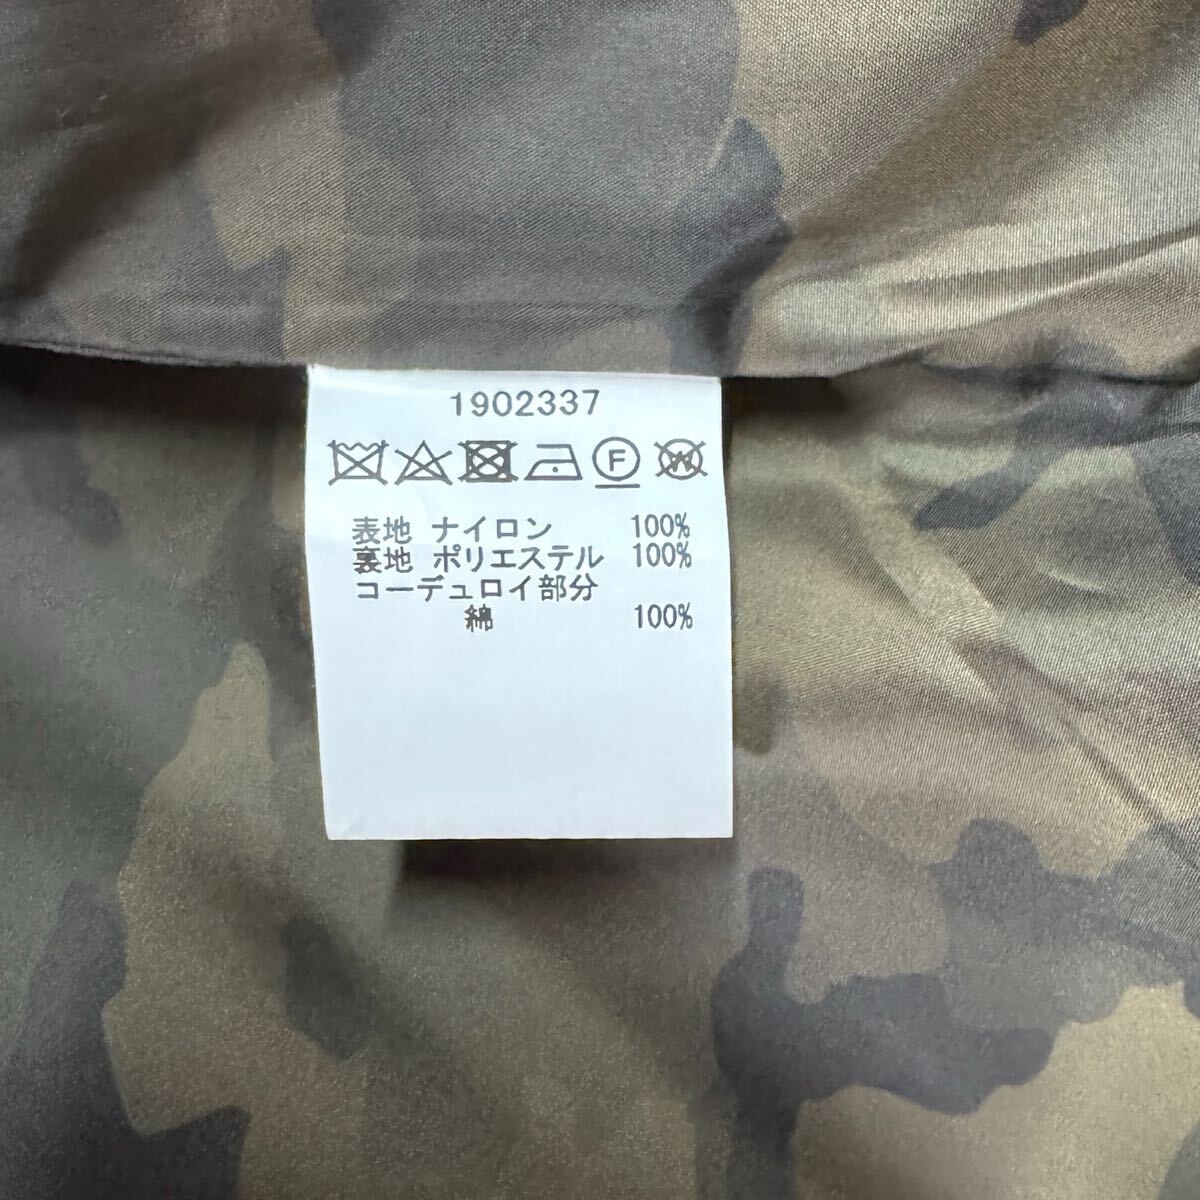 1902337
F W
表地 ナイロン 100%
裏地 ポリエステル 100%
コーデュロイ部分
綿 100%